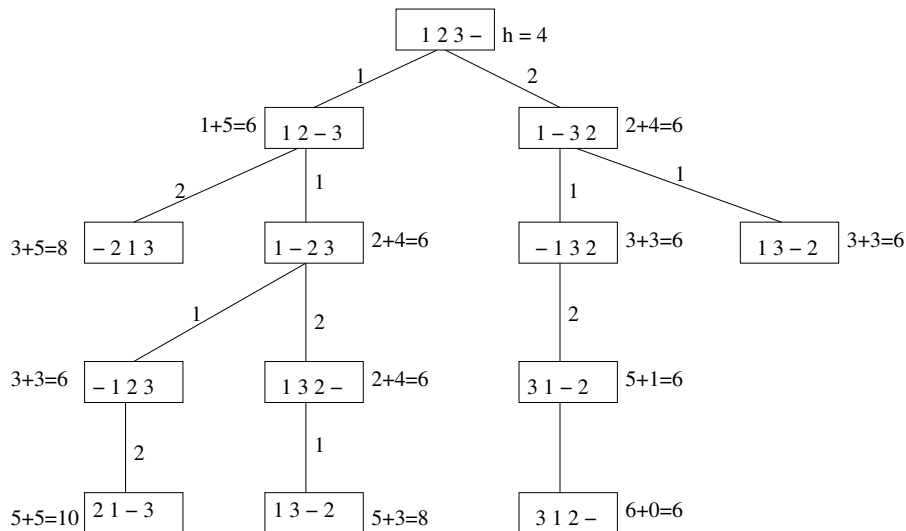 1 2 3 – h = 4
1 2
1+5=6 1 2 – 3 1 – 3 2 2+4=6
2 1 1 1
3+5=8 – 2 1 3 1 – 2 3 2+4=6 – 1 3 2 3+3=6 1 3 – 2 3+3=6
1 2 2
3+3=6 – 1 2 3 1 3 2 – 2+4=6 3 1 – 2 5+1=6
2 1
5+5=10 2 1 – 3 1 3 – 2 5+3=8 3 1 2 – 6+0=6